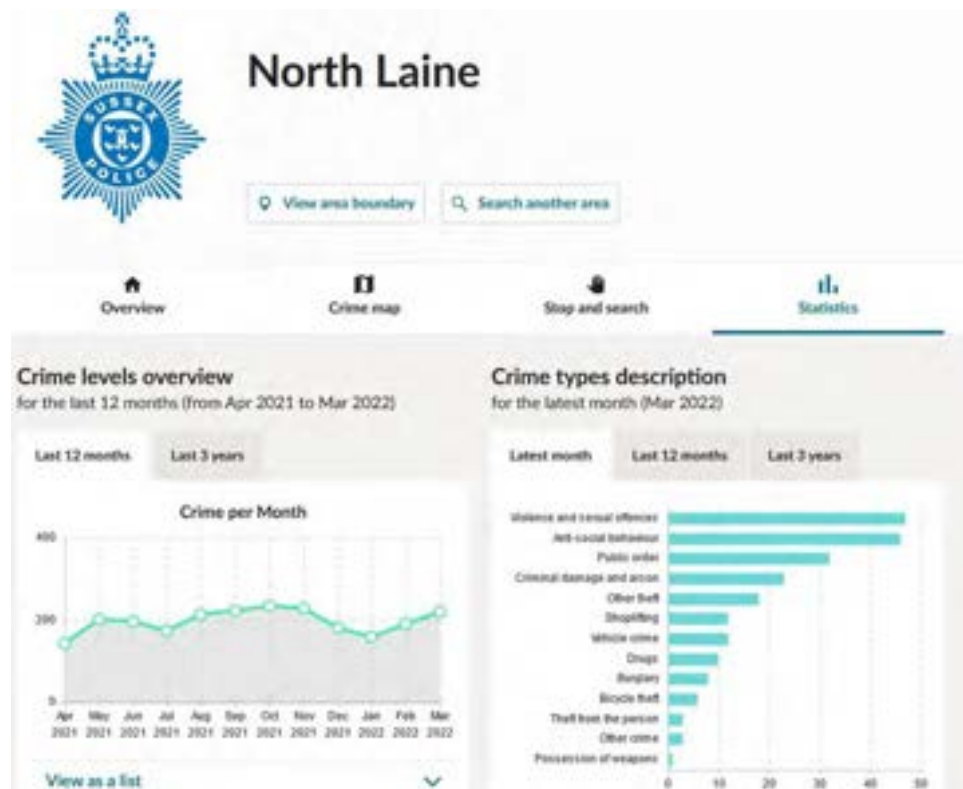 SUSSEX
POLICE
North Laine
View area boundary
Search another area
Overview
Crime map
Stop and search
Statistics
Crime levels overview
for the last 12 months (from Apr 2021 to Mar 2022)
Last 12 months
Last 3 years
Crime per Month
400
200
0
Apr May Jun Jul Aug Sep Oct Nov Dec Jan Feb Mar
2021 2021 2021 2021 2021 2021 2021 2021 2021 2022 2022 2022
View as a list
Crime types description
for the latest month (Mar 2022)
Latest month
Last 12 months
Last 3 years
Violence and sexual offences
Anti-social behaviour
Public order
Criminal damage and arson
Other theft
Shoplifting
Vehicle crime
Drugs
Burglary
Bicycle theft
Theft from the person
Other crime
Possession of weapons
0 10 20 30 40 50